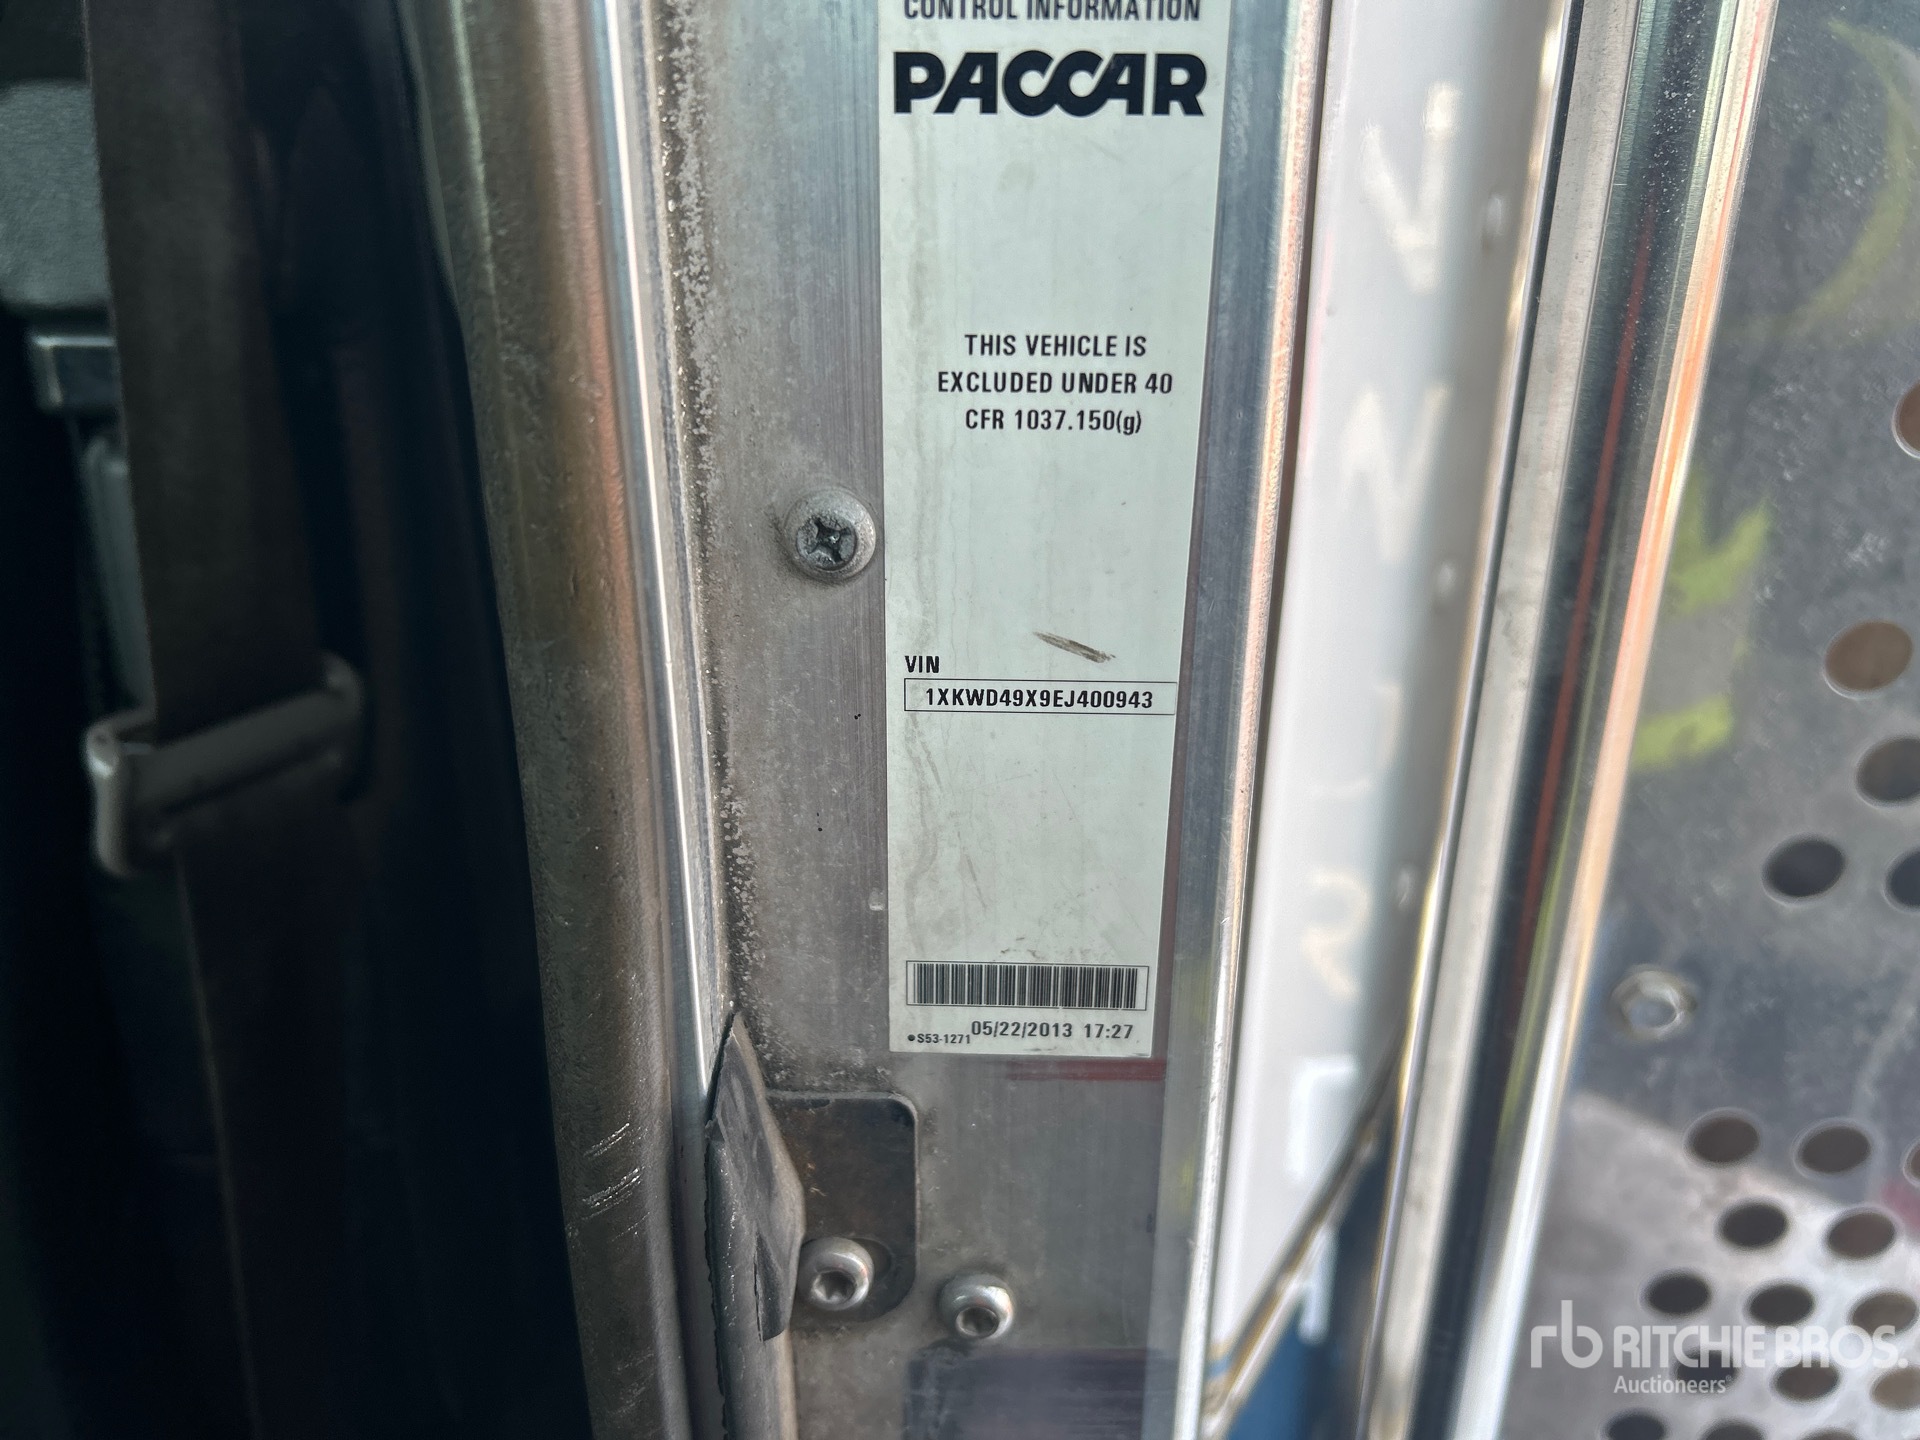 CONTROL INFORMATION
PACCAR
THIS VEHICLE IS
EXCLUDED UNDER 40
CFR 1037.150(g)
VIN
1XKWD49X9EJ400943
S53-1271 05/22/2013 17:27
rb RITCHIE BROS.
Auctioneers